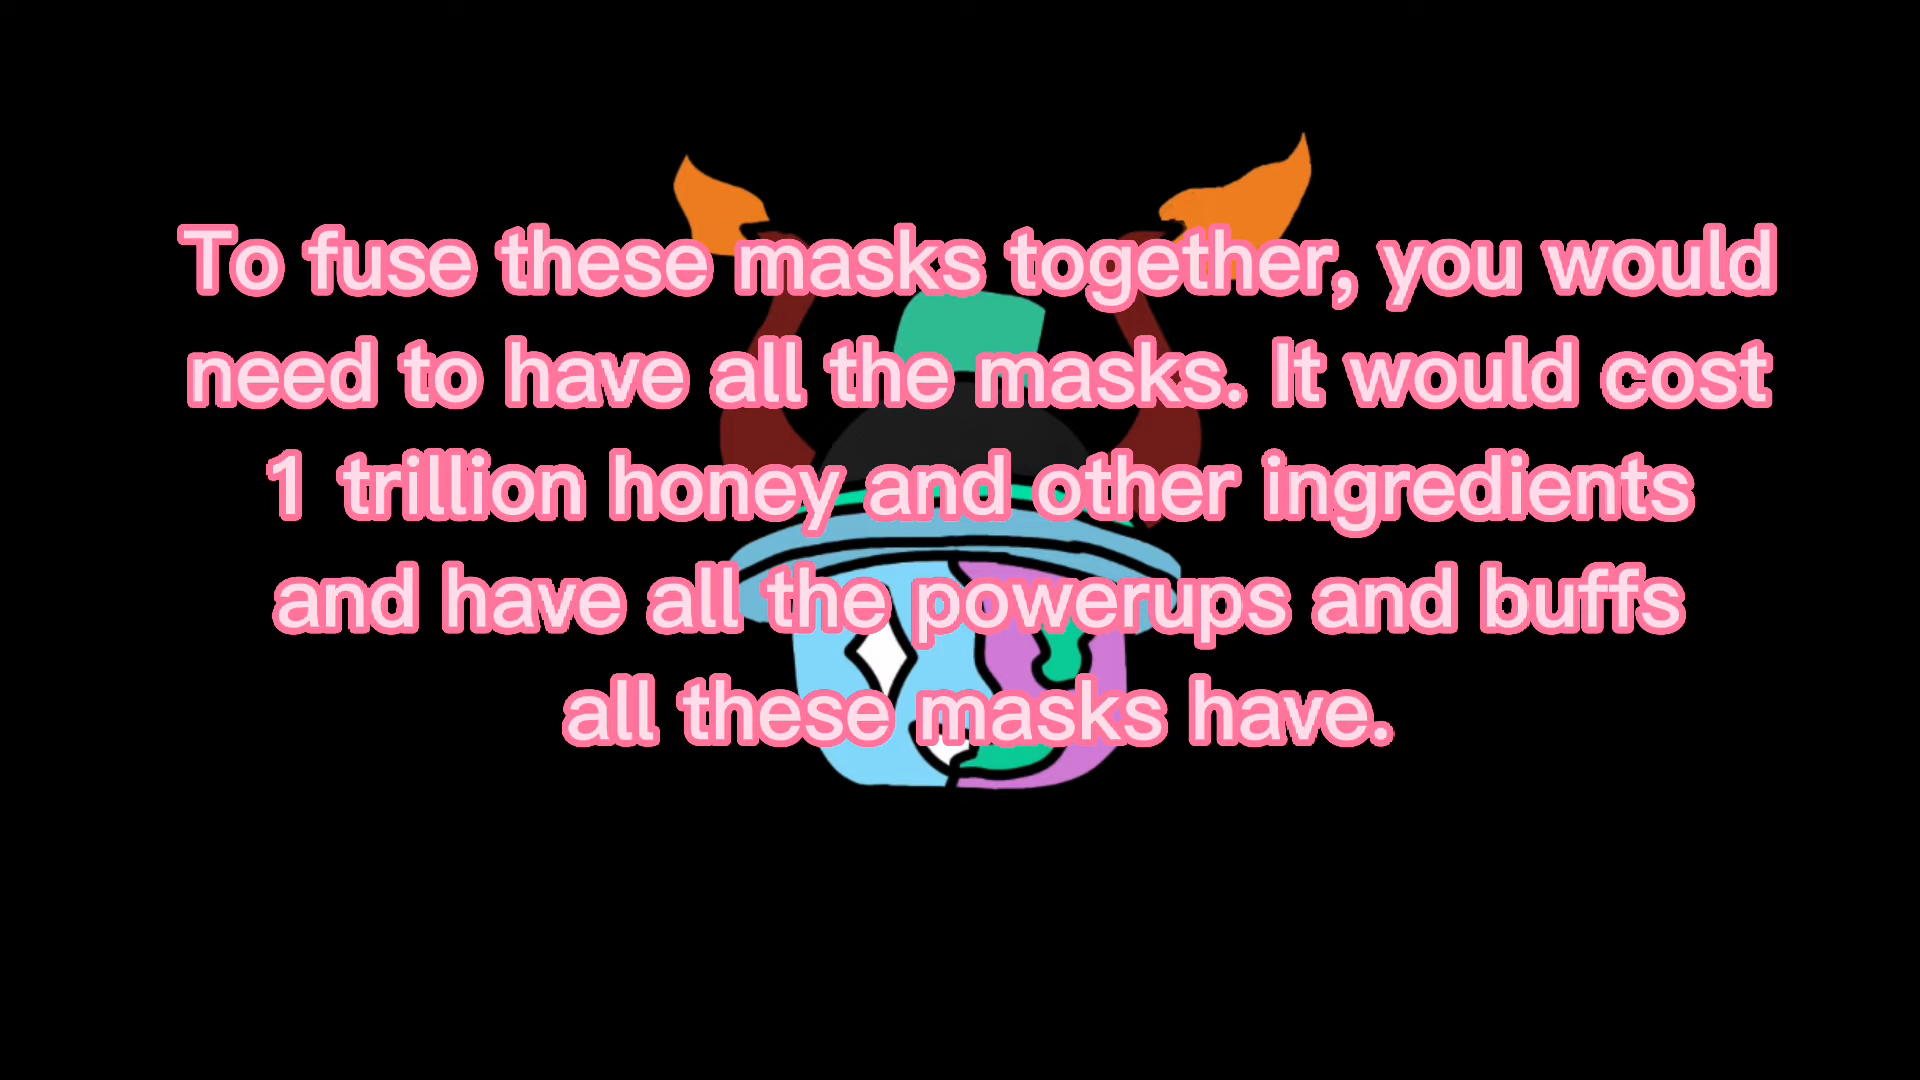 To fuse these masks together, you would
need to have all the masks. It would cost
1 trillion honey and other ingredients
and have all the powerups and buffs
all these masks have.